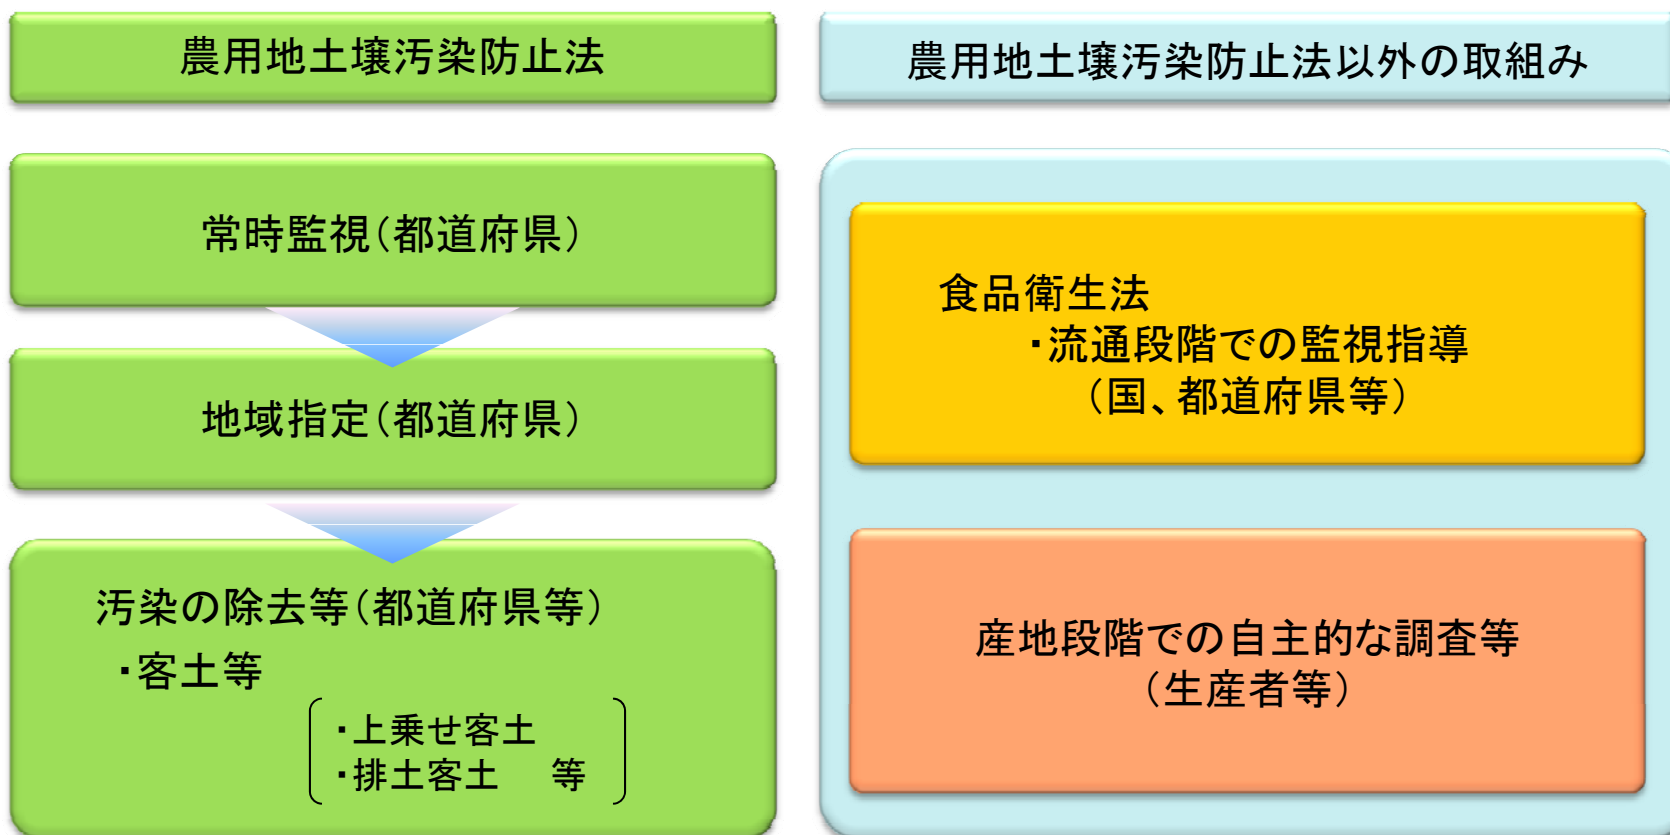 農用地土壌汚染防止法
常時監視（都道府県）
地域指定（都道府県）
汚染の除去等（都道府県等）
・客土等
・上乗せ客土
・排土客土　等
農用地土壌汚染防止法以外の取組み
食品衛生法
・流通段階での監視指導
（国、都道府県等）
産地段階での自主的な調査等
（生産者等）